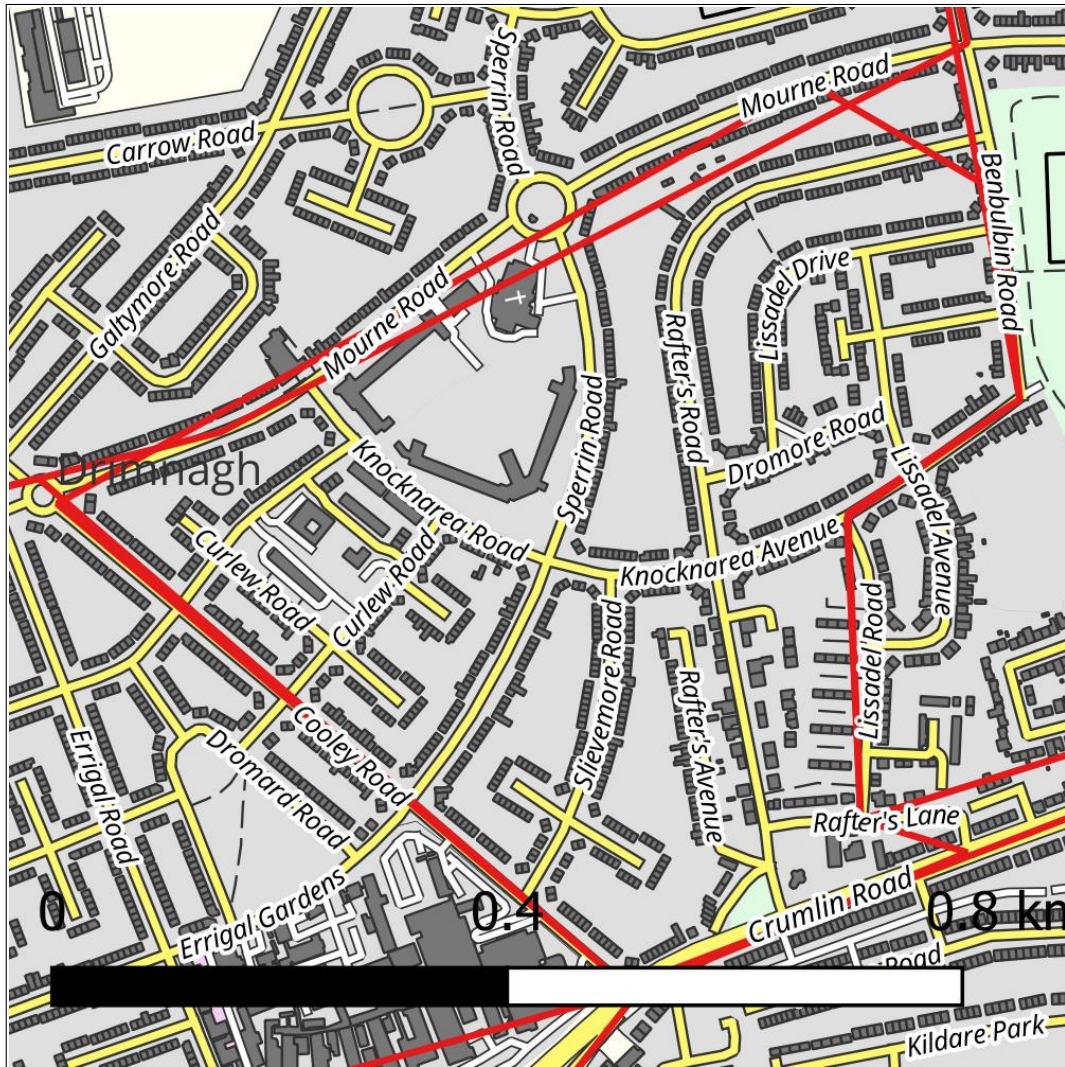 Sperrin Road
Mourne Road
Carrow Road
Benbulbin Road
Galtymore Road
Lissadel Drive
Mourne Road
Rafter's Road
Sperrin Road
Dromore Road
Drimnagh
Knocknarea Road
Lissadel Avenue
Curlew Road
Curlew Road
Knocknarea Avenue
Lissadel Road
Slievemore Road
Rafter's Avenue
Cooley Road
Dromard Road
Errigal Road
Rafter's Lane
Errigal Gardens
Crumlin Road
0
0.4
0.8 km
Road
Kildare Park